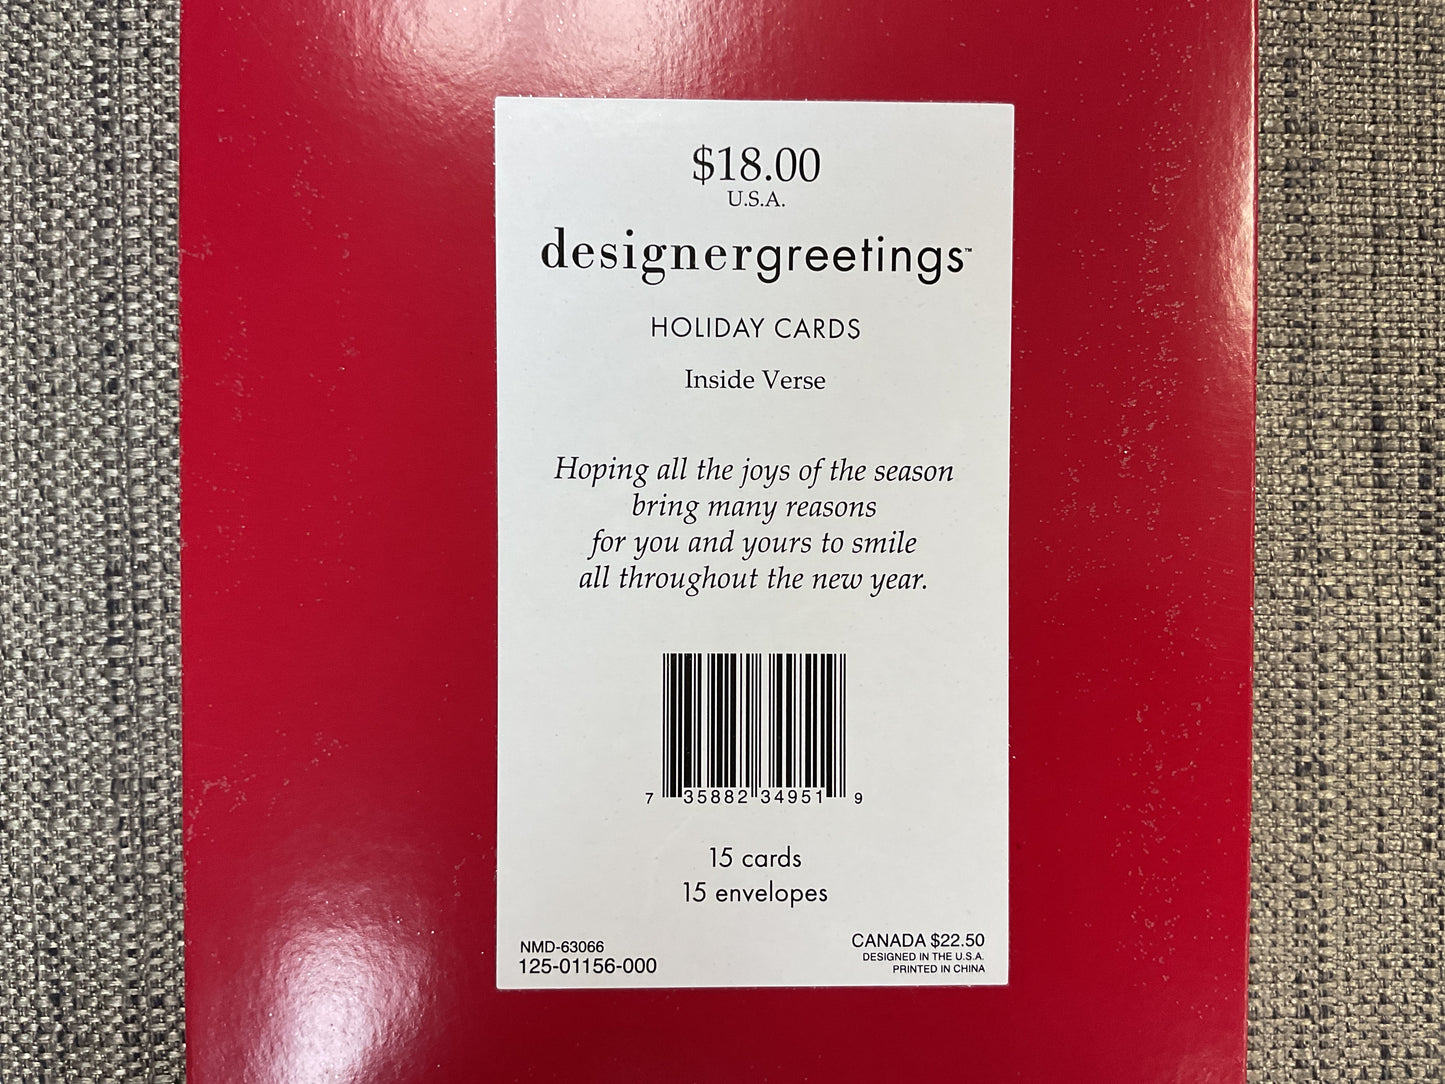 $18.00
U.S.A.
designergreetings™
HOLIDAY CARDS
Inside Verse
Hoping all the joys of the season
bring many reasons
for you and yours to smile
all throughout the new year.
7 35882 34951 9
15 cards
15 envelopes
NMD-63066
125-01156-000
CANADA $22.50
DESIGNED IN THE U.S.A.
PRINTED IN CHINA